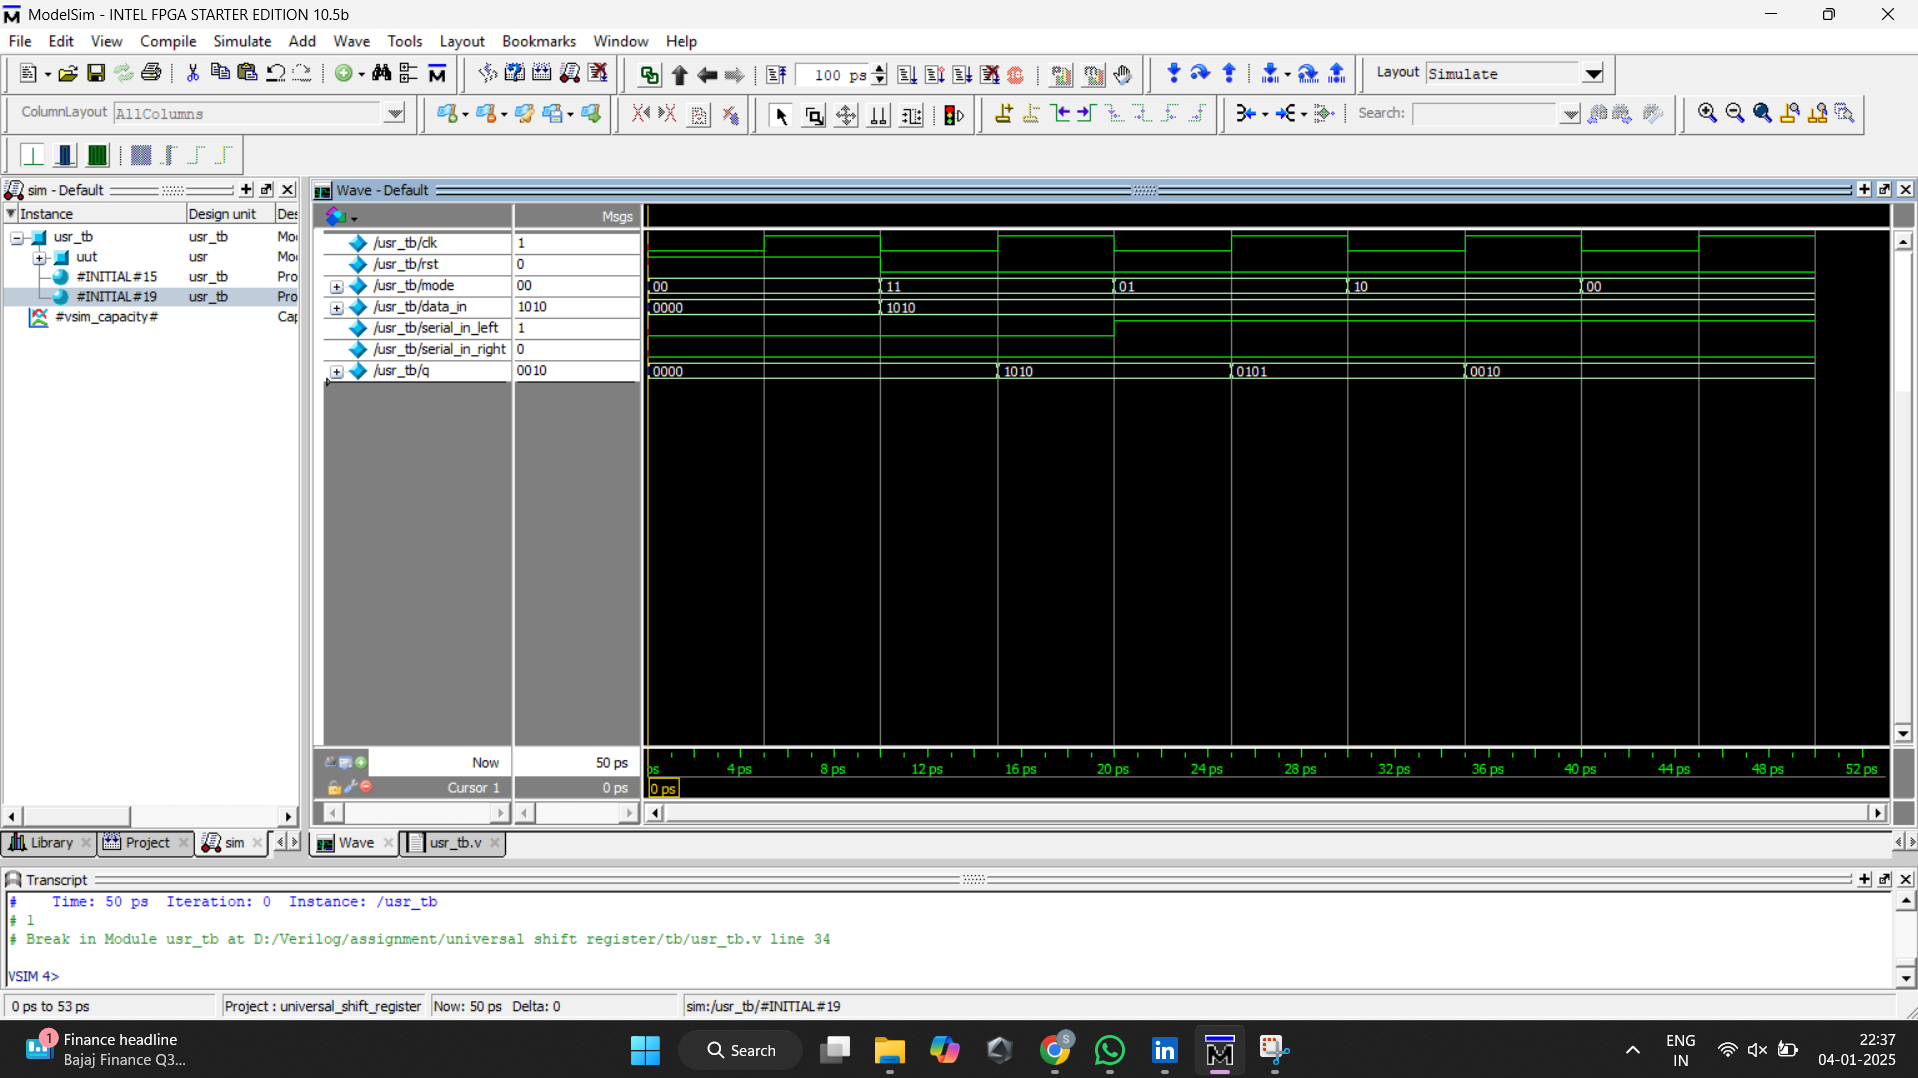 ModelSim - INTEL FPGA STARTER EDITION 10.5b
File Edit View Compile Simulate Add Wave Tools Layout Bookmarks Window Help
100 ps
Layout Simulate
ColumnLayout AllColumns
Search:
sim - Default
Wave - Default
Instance Design unit Des
Msgs
usr_tb usr_tb Mo
uut usr Mo
#INITIAL#15 usr_tb Pro
#INITIAL#19 usr_tb Pro
#vsim_capacity# Cap
/usr_tb/clk 1
/usr_tb/rst 0
/usr_tb/mode 00 00 11 01 10 00
/usr_tb/data_in 1010 0000 1010
/usr_tb/serial_in_left 1
/usr_tb/serial_in_right 0
/usr_tb/q 0010 0000 1010 0101 0010
Now 50 ps
ps 4 ps 8 ps 12 ps 16 ps 20 ps 24 ps 28 ps 32 ps 36 ps 40 ps 44 ps 48 ps 52 ps
Cursor 1 0 ps 0 ps
Library Project sim Wave usr_tb.v
Transcript
# Time: 50 ps Iteration: 0 Instance: /usr_tb
# 1
# Break in Module usr_tb at D:/Verilog/assignment/universal shift register/tb/usr_tb.v line 34
VSIM 4>
0 ps to 53 ps Project : universal_shift_register Now: 50 ps Delta: 0 sim:/usr_tb/#INITIAL#19
1
Finance headline
Bajaj Finance Q3...
Search
S
in
ENG
IN
22:37
04-01-2025